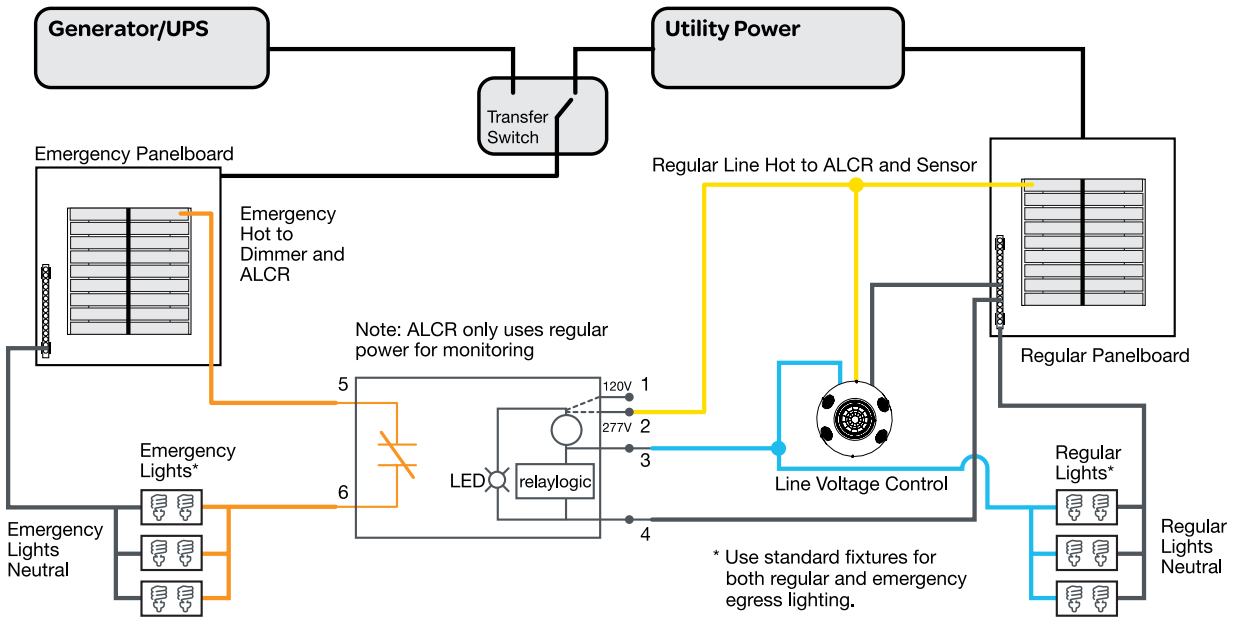 Generator/UPS
Utility Power
Transfer
Switch
Emergency Panelboard
Regular Line Hot to ALCR and Sensor
Emergency
Hot to
Dimmer and
ALCR
Note: ALCR only uses regular
power for monitoring
Regular Panelboard
5
120V
1
2
277V
3
Emergency
Lights*
6
LED
relaylogic
Line Voltage Control
Regular
Lights*
4
Emergency
Lights
Neutral
* Use standard fixtures for
both regular and emergency
egress lighting.
Regular
Lights
Neutral